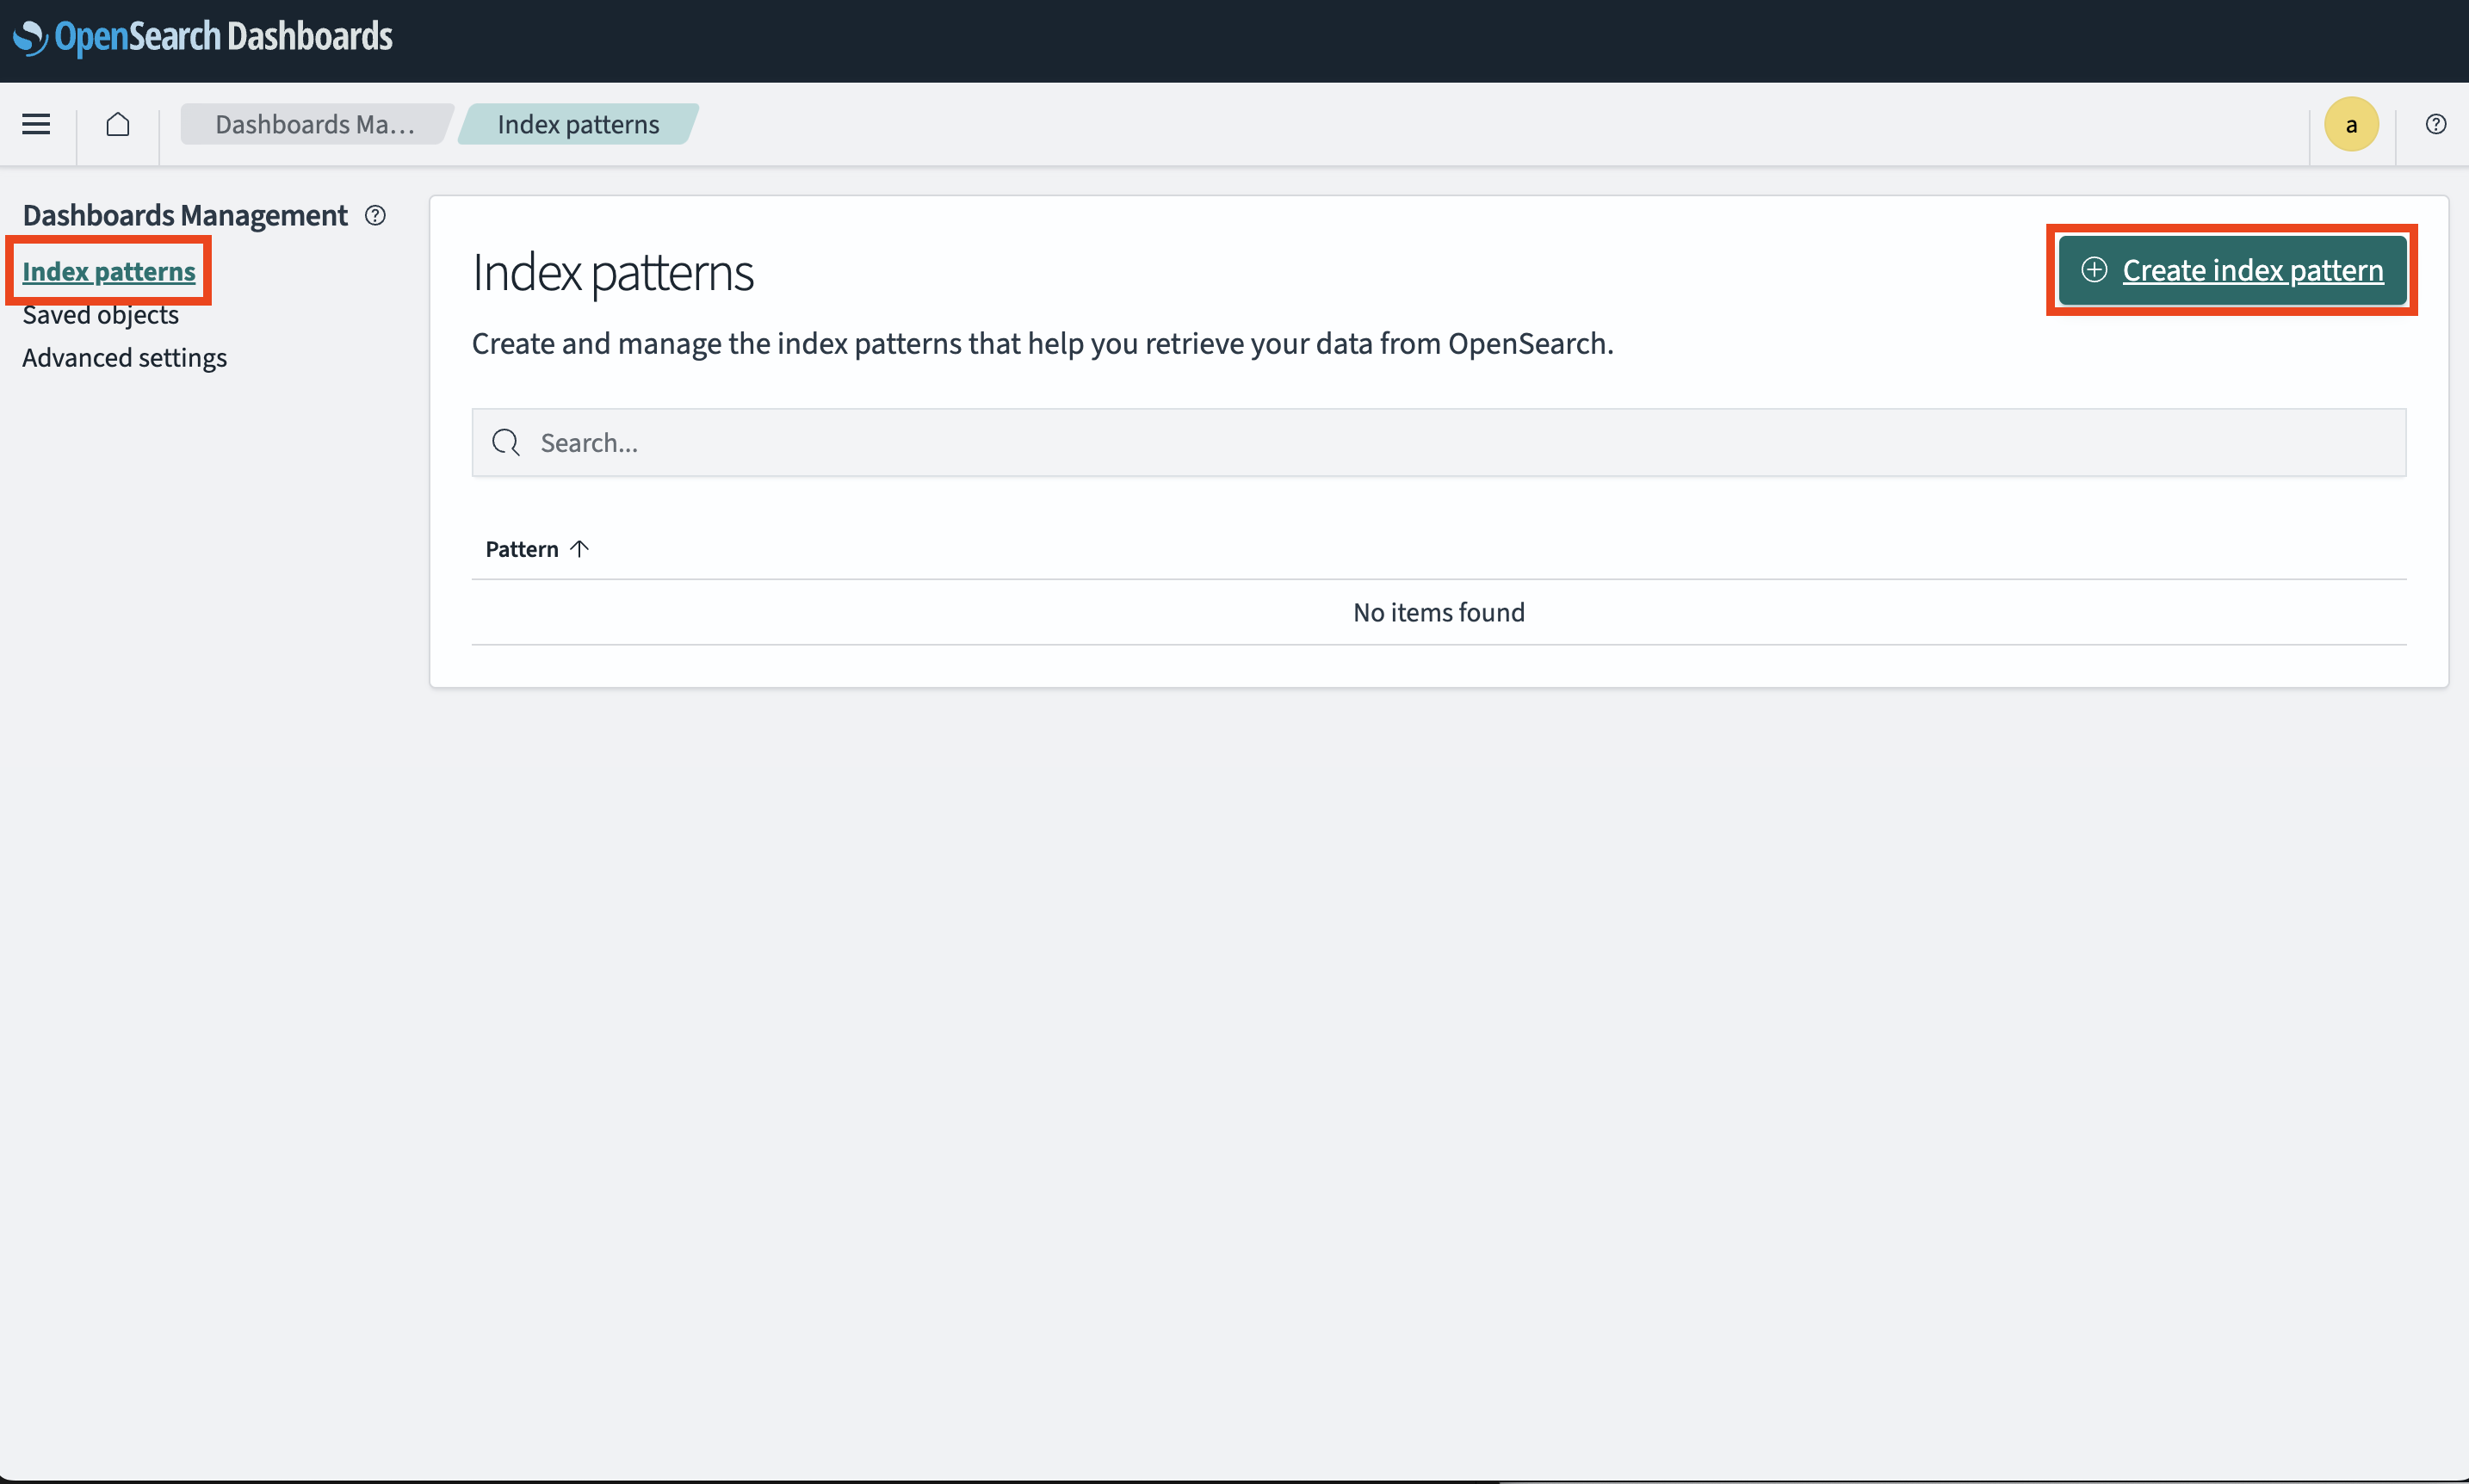 OpenSearch Dashboards
Dashboards Ma...
Index patterns
a
Dashboards Management
Index patterns
Saved objects
Advanced settings
Index patterns
Create index pattern
Create and manage the index patterns that help you retrieve your data from OpenSearch.
Search...
Pattern
No items found